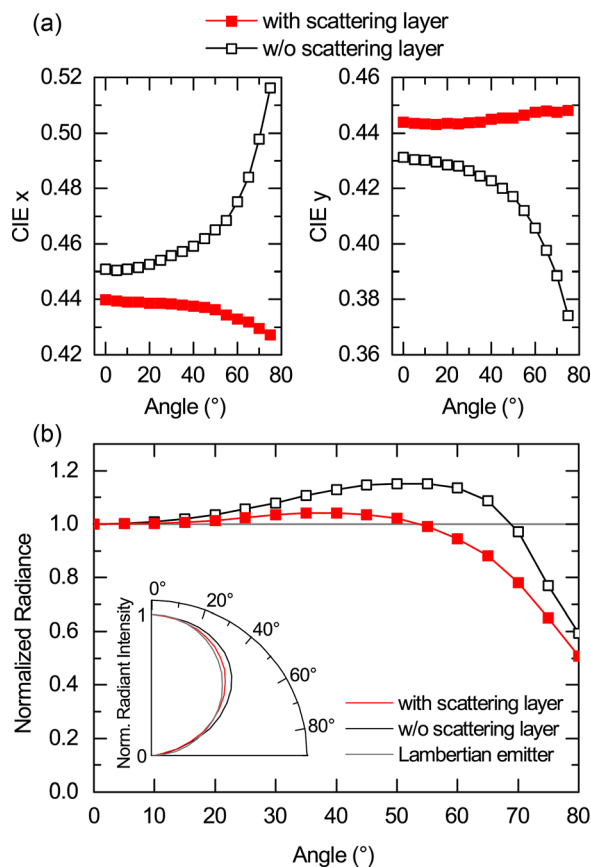 (a)
with scattering layer
w/o scattering layer
0.52
0.50
0.48
0.46
0.44
0.42
CIE x
0 20 40 60 80
Angle (°)
0.46
0.44
0.42
0.40
0.38
0.36
CIE y
0 20 40 60 80
Angle (°)
(b)
1.2
1.0
0.8
0.6
0.4
0.2
0.0
Normalized Radiance
0 10 20 30 40 50 60 70 80
Angle (°)
Norm. Radiant Intensity
1
0
0°
20°
40°
60°
80°
with scattering layer
w/o scattering layer
Lambertian emitter